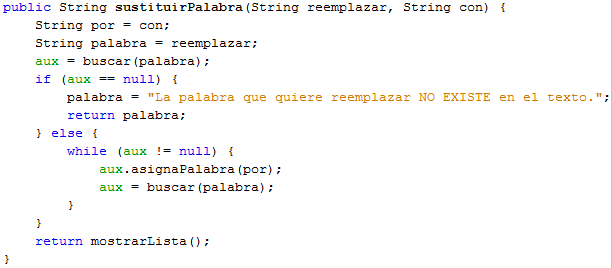 public String sustituirPalabra(String reemplazar, String con) {
    String por = con;
    String palabra = reemplazar;
    aux = buscar(palabra);
    if (aux == null) {
        palabra = "La palabra que quiere reemplazar NO EXISTE en el texto.";
        return palabra;
    } else {
        while (aux != null) {
            aux.asignaPalabra(por);
            aux = buscar(palabra);
        }
    }
    return mostrarLista();
}